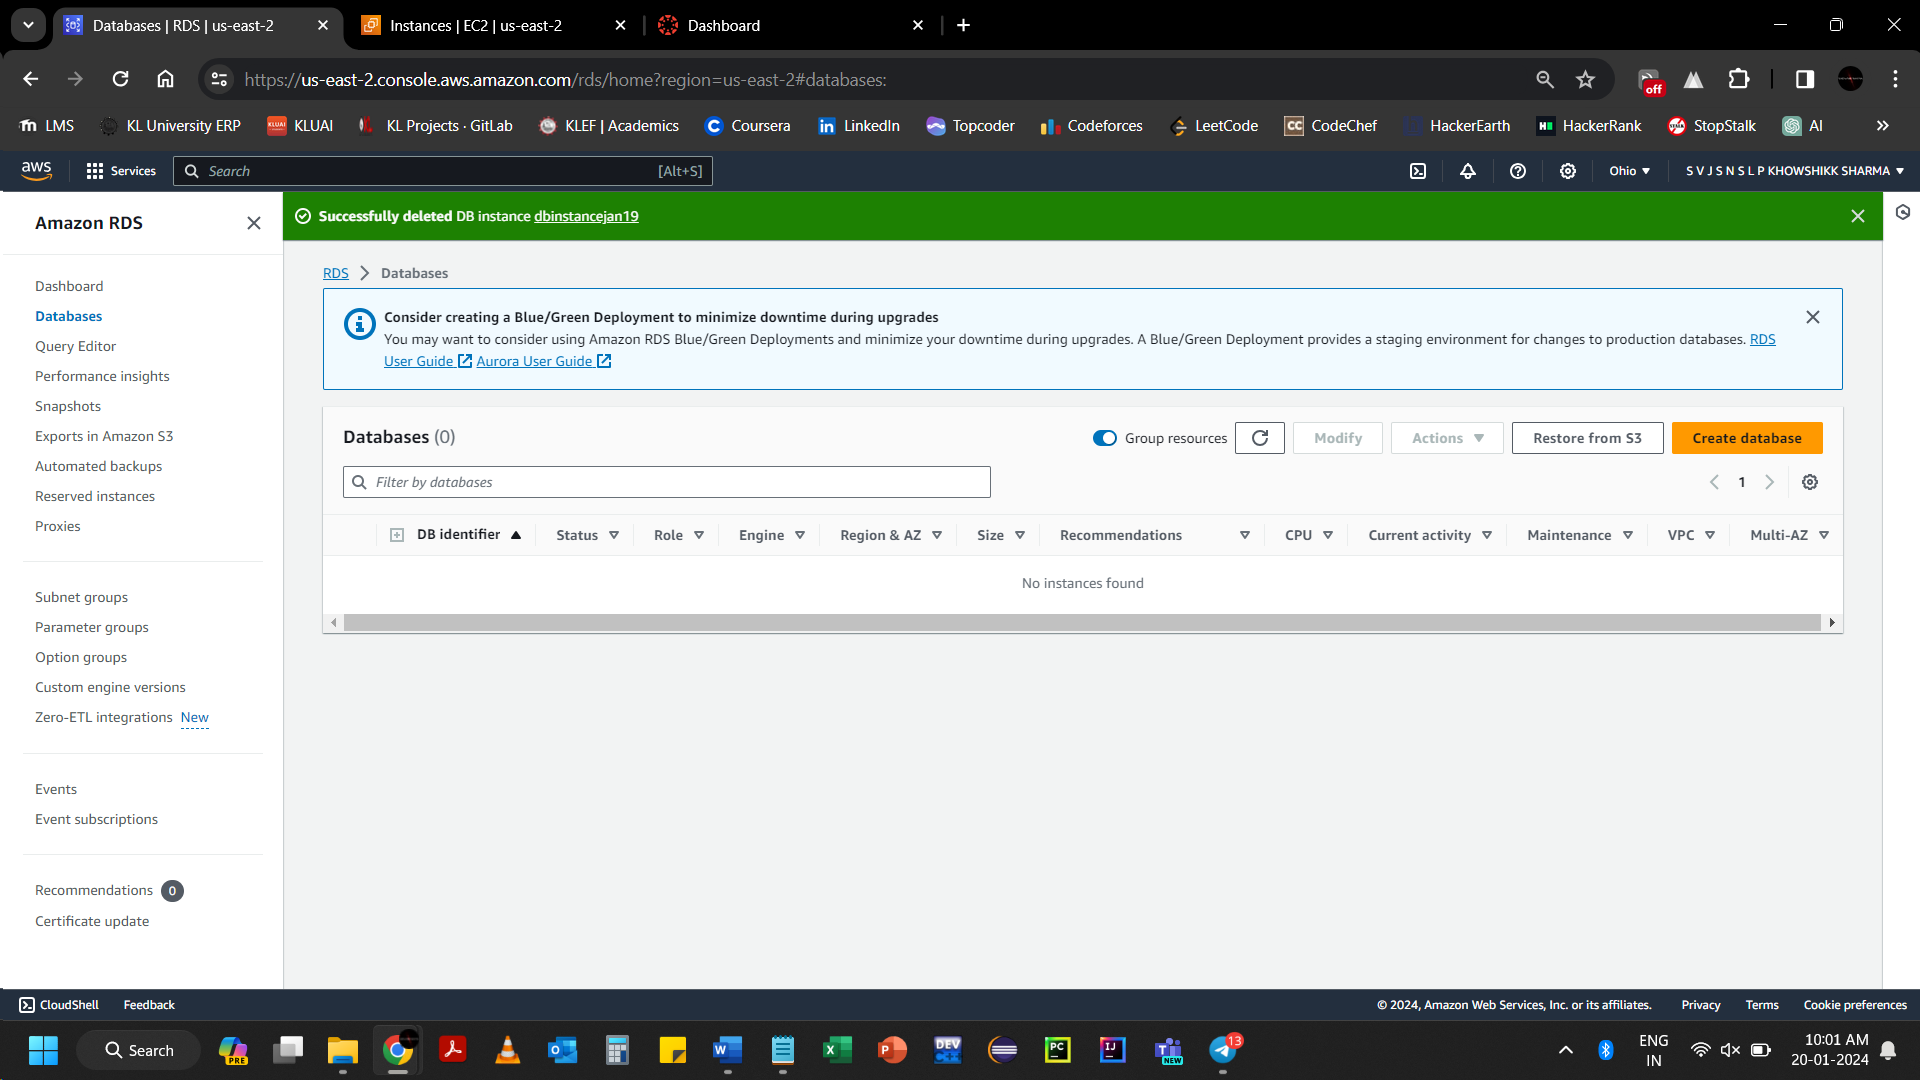 Databases | RDS | us-east-2
Instances | EC2 | us-east-2
Dashboard
https://us-east-2.console.aws.amazon.com/rds/home?region=us-east-2#databases:
off
LMS
KL University ERP
KLUAI
KLUAI
KL Projects · GitLab
KLEF | Academics
Coursera
LinkedIn
Topcoder
Codeforces
LeetCode
CC
CodeChef
HackerEarth
HackerRank
StopStalk
AI
aws
Services
Search
[Alt+S]
Ohio
S V J S N S L P KHOWSHIKK SHARMA
Amazon RDS
Dashboard
Databases
Query Editor
Performance insights
Snapshots
Exports in Amazon S3
Automated backups
Reserved instances
Proxies
Subnet groups
Parameter groups
Option groups
Custom engine versions
Zero-ETL integrations New
Events
Event subscriptions
Recommendations 0
Certificate update
Successfully deleted DB instance dbinstancejan19
RDS > Databases
Consider creating a Blue/Green Deployment to minimize downtime during upgrades
You may want to consider using Amazon RDS Blue/Green Deployments and minimize your downtime during upgrades. A Blue/Green Deployment provides a staging environment for changes to production databases. RDS
User Guide Aurora User Guide
Databases (0)
Group resources
Modify
Actions
Restore from S3
Create database
Filter by databases
1
DB identifier
Status
Role
Engine
Region & AZ
Size
Recommendations
CPU
Current activity
Maintenance
VPC
Multi-AZ
No instances found
CloudShell
Feedback
© 2024, Amazon Web Services, Inc. or its affiliates.
Privacy
Terms
Cookie preferences
Search
PRE
DEV
C++
PC
IJ
NEW
13
ENG
IN
10:01 AM
20-01-2024